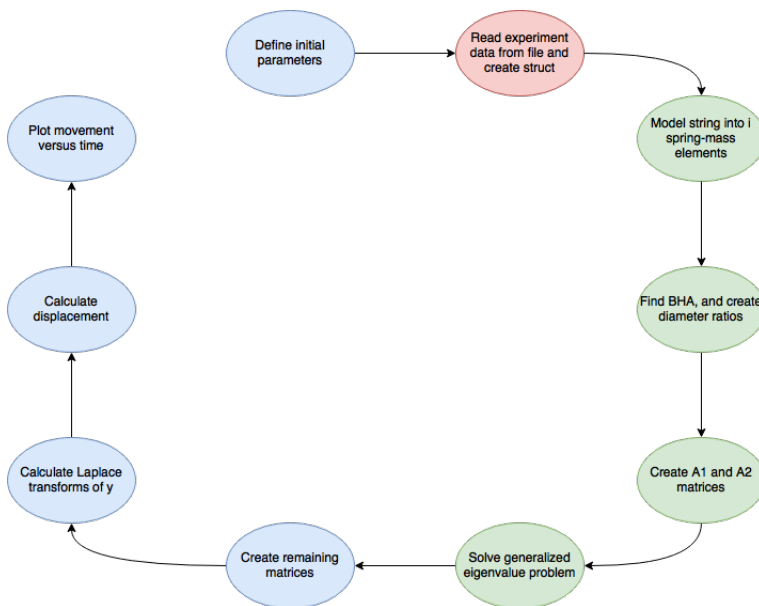 Define initial
parameters
Read experiment
data from file and
create struct
Model string into i
spring-mass
elements
Find BHA, and create
diameter ratios
Create A1 and A2
matrices
Solve generalized
eigenvalue problem
Create remaining
matrices
Calculate Laplace
transforms of y
Calculate
displacement
Plot movement
versus time